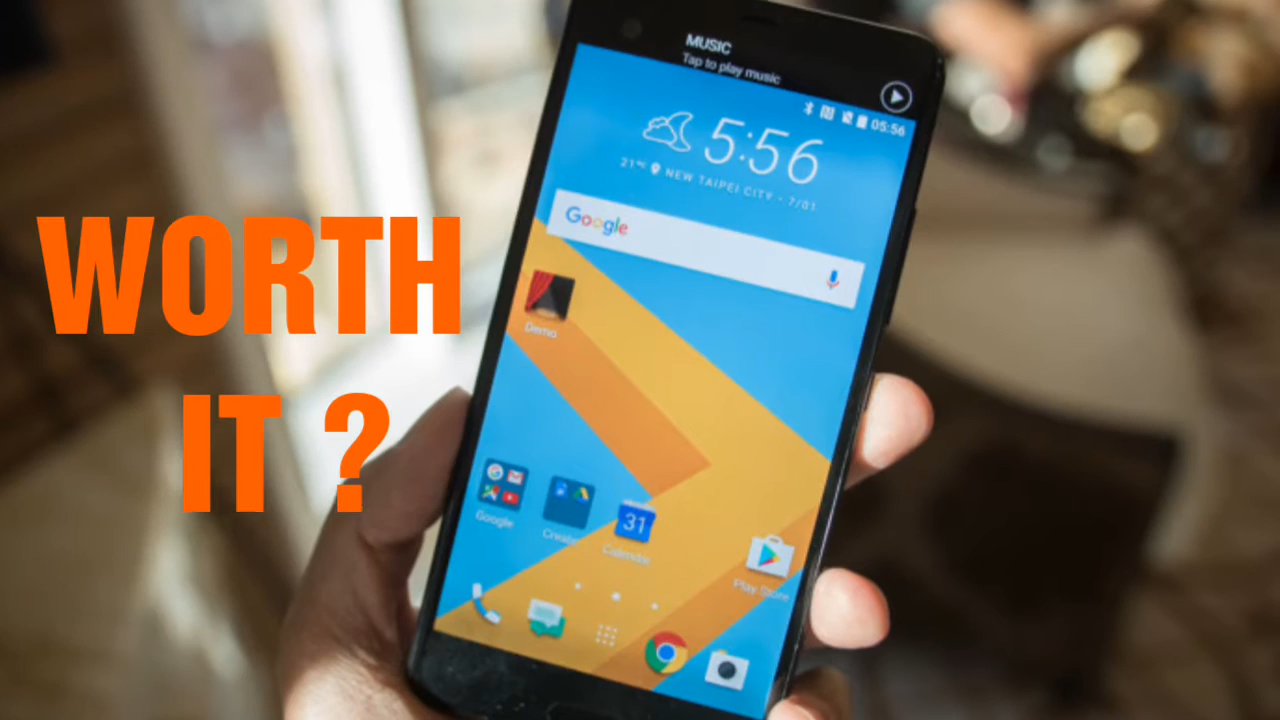 MUSIC
Tap to play music
05:56
5:56
21°C NEW TAIPEI CITY - 7/01
Google
WORTH
IT ?
Demo
31
Google
Calendar
Play Store